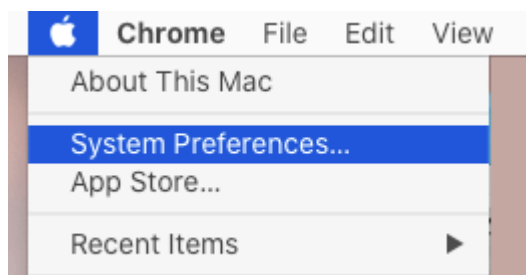 Chrome File Edit View
About This Mac
System Preferences...
App Store...
Recent Items